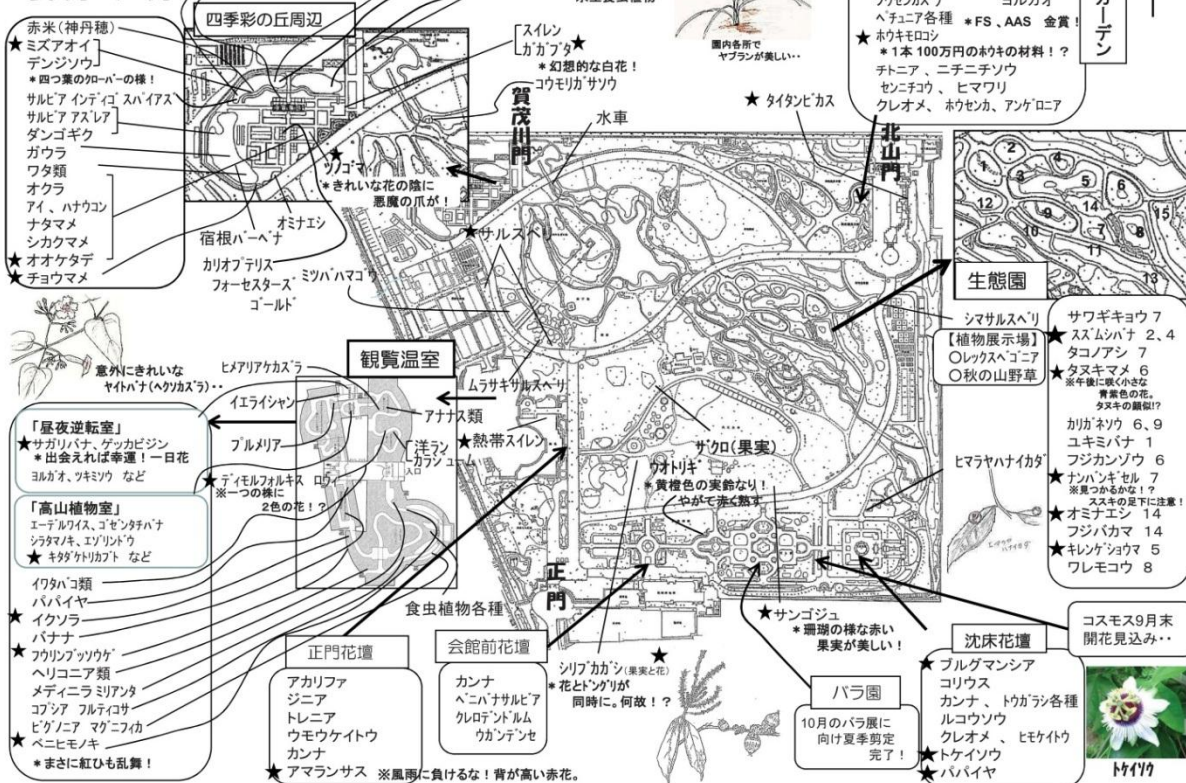 四季彩の丘周辺
赤米(神丹穂)
★ミズアオイ
デンジソウ
*四つ葉のクローバーの様!
サルビア インディゴ スパイアス
サルビア アズレア
ダンゴギク
ガウラ
ワタ類
オクラ
アイ、ハナウコン
ナタマメ
シカクマメ
★オオケタデ
★チョウマメ
宿根バーベナ
オミナエシ
カリオプテリス
フォーセスターズ
ゴールド
ミツバハマゴウ
★ツノゴマ
*きれいな花の陰に
悪魔の爪が!
スイレン
ガガブタ
*幻想的な白花!
コウモリガサソウ
賀茂川門
水車
園内各所で
ヤブランが美しい・・
★タイタンビカス
北山門
ガーデン
ペチュニア各種 *FS、AAS 金賞!
★ホウキモロコシ
*1本100万円のホウキの材料!?
チトニア、ニチニチソウ
センニチコウ、ヒマワリ
クレオメ、ホウセンカ、アンゲロニア
1
2
3
4
5
6
7
8
9
10
11
12
13
14
15
生態園
サワギキョウ 7
★スズムシバナ 2、4
タコノアシ 7
★タヌキマメ 6
※午後に咲く小さな
青紫色の花。
タヌキの顔似!?
カリガネソウ 6、9
ユキミバナ 1
フジカンゾウ 6
★ナンバンギセル 7
※見つかるかな!?
ススキの足下に注意!
★オミナエシ 14
フジバカマ 14
★キレンゲショウマ 5
ワレモコウ 8
シマサルスベリ
【植物展示場】
○レックスベゴニア
○秋の山野草
★サルスベリ
ムラサキサルスベリ
意外にきれいな
ヤイトバナ(ヘクソカズラ)・・
観覧温室
ヒメアリアケカズラ
イエライシャン
プルメリア
アナナス類
洋ラン
カラジューム
入口
★熱帯スイレン
★ディモルフォルキス ロウイ
※一つの株に
2色の花!?
「昼夜逆転室」
★サガリバナ、ゲッカビジン
*出会えれば幸運!一日花
ヨルガオ、ツキミソウ など
「高山植物室」
エーデルワイス、ゴゼンタチバナ
シラタマノキ、エゾリンドウ
★キタダケトリカブト など
イワタバコ類
パパイヤ
★イクソラ
バナナ
★フウリンブッソウゲ
ヘリコニア類
メディニラ ミリアンタ
コプシア フルティコサ
ビグノニア マグニフィカ
★ベニヒモノキ
*まさに紅ひも乱舞!
食虫植物各種
ザクロ(果実)
ウオトリギ
*黄橙色の実鈴なり!
やがて赤く熟す
ヒマラヤハナイカダ
ヒマラヤ
ハナイカダ
正門
正門花壇
アカリファ
ジニア
トレニア
ウモウケイトウ
カンナ
★アマランサス ※風雨に負けるな!背が高い赤花。
会館前花壇
カンナ
ベニバナサルビア
クレロデンドルム
ウガンデンセ
シリブカガシ(果実と花)★
*花とドングリが
同時に。何故!?
★サンゴジュ
*珊瑚の様な赤い
果実が美しい!
バラ園
10月のバラ展に
向け夏季剪定
完了!
沈床花壇
★ブルグマンシア
コリウス
カンナ、トウガラシ各種
ルコウソウ
クレオメ、ヒモケイトウ
★トケイソウ
★パパイヤ
コスモス9月末
開花見込み・・
トケイソウ